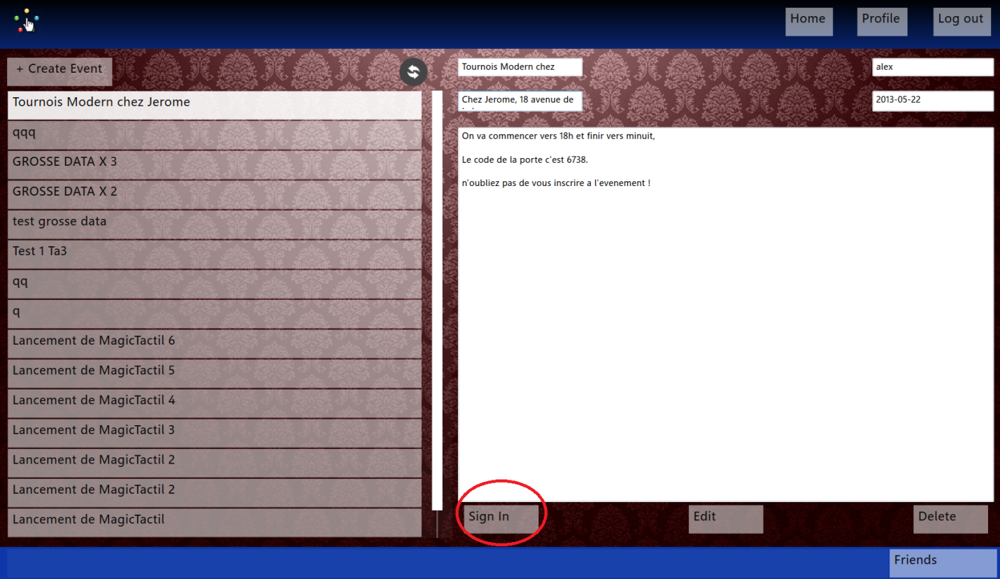 Home
Profile
Log out
+ Create Event
Tournois Modern chez Jerome
qqq
GROSSE DATA X 3
GROSSE DATA X 2
test grosse data
Test 1 Ta3
qq
q
Lancement de MagicTactil 6
Lancement de MagicTactil 5
Lancement de MagicTactil 4
Lancement de MagicTactil 3
Lancement de MagicTactil 2
Lancement de MagicTactil 2
Lancement de MagicTactil
Tournois Modern chez
alex
Chez Jerome, 18 avenue de
2013-05-22
On va commencer vers 18h et finir vers minuit,
Le code de la porte c'est 6738.
n'oubliez pas de vous inscrire a l'evenement !
Sign In
Edit
Delete
Friends